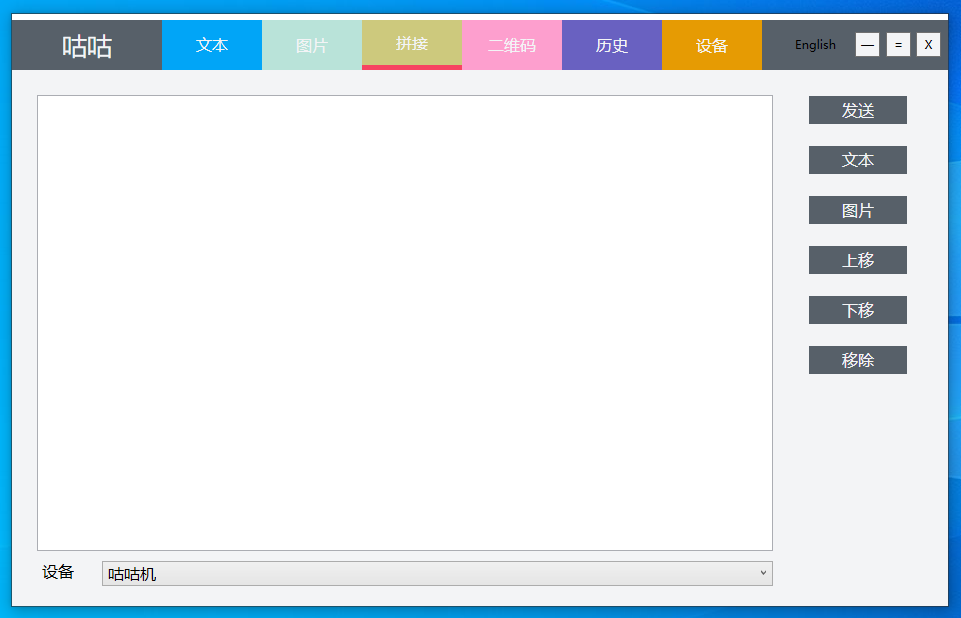 咕咕 文本 图片 拼接 二维码 历史 设备 English — = X
发送
文本
图片
上移
下移
移除
设备 咕咕机